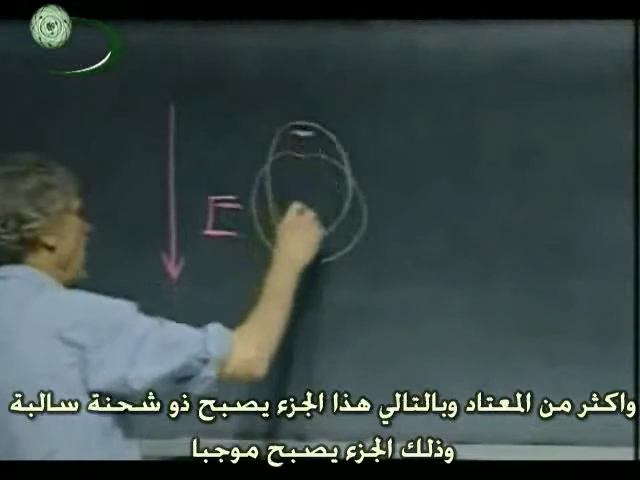 E
واكثر من المعتاد وبالتالي هذا الجزء يصبح ذو شحنة سالبة
وذلك الجزء يصبح موجبا